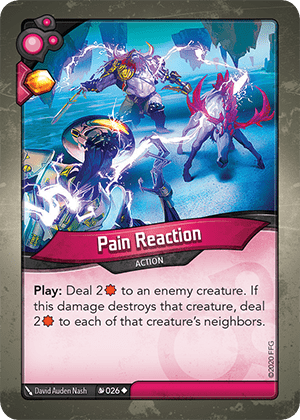 Pain Reaction
ACTION
Play: Deal 2 to an enemy creature. If
this damage destroys that creature, deal
2 to each of that creature's neighbors.
©2020 FFG
David Auden Nash
026